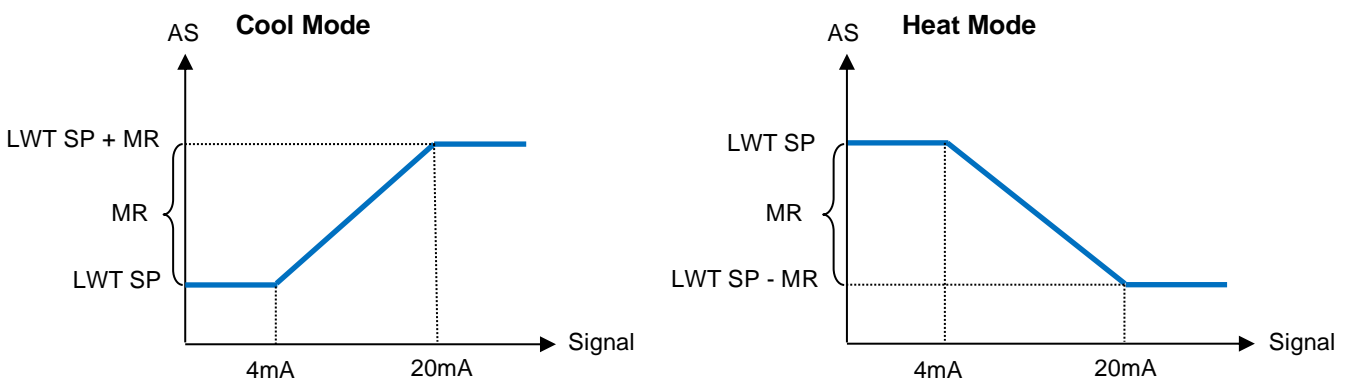 Cool Mode
AS
LWT SP + MR
MR
LWT SP
4mA
20mA
Signal
Heat Mode
AS
LWT SP
MR
LWT SP - MR
4mA
20mA
Signal